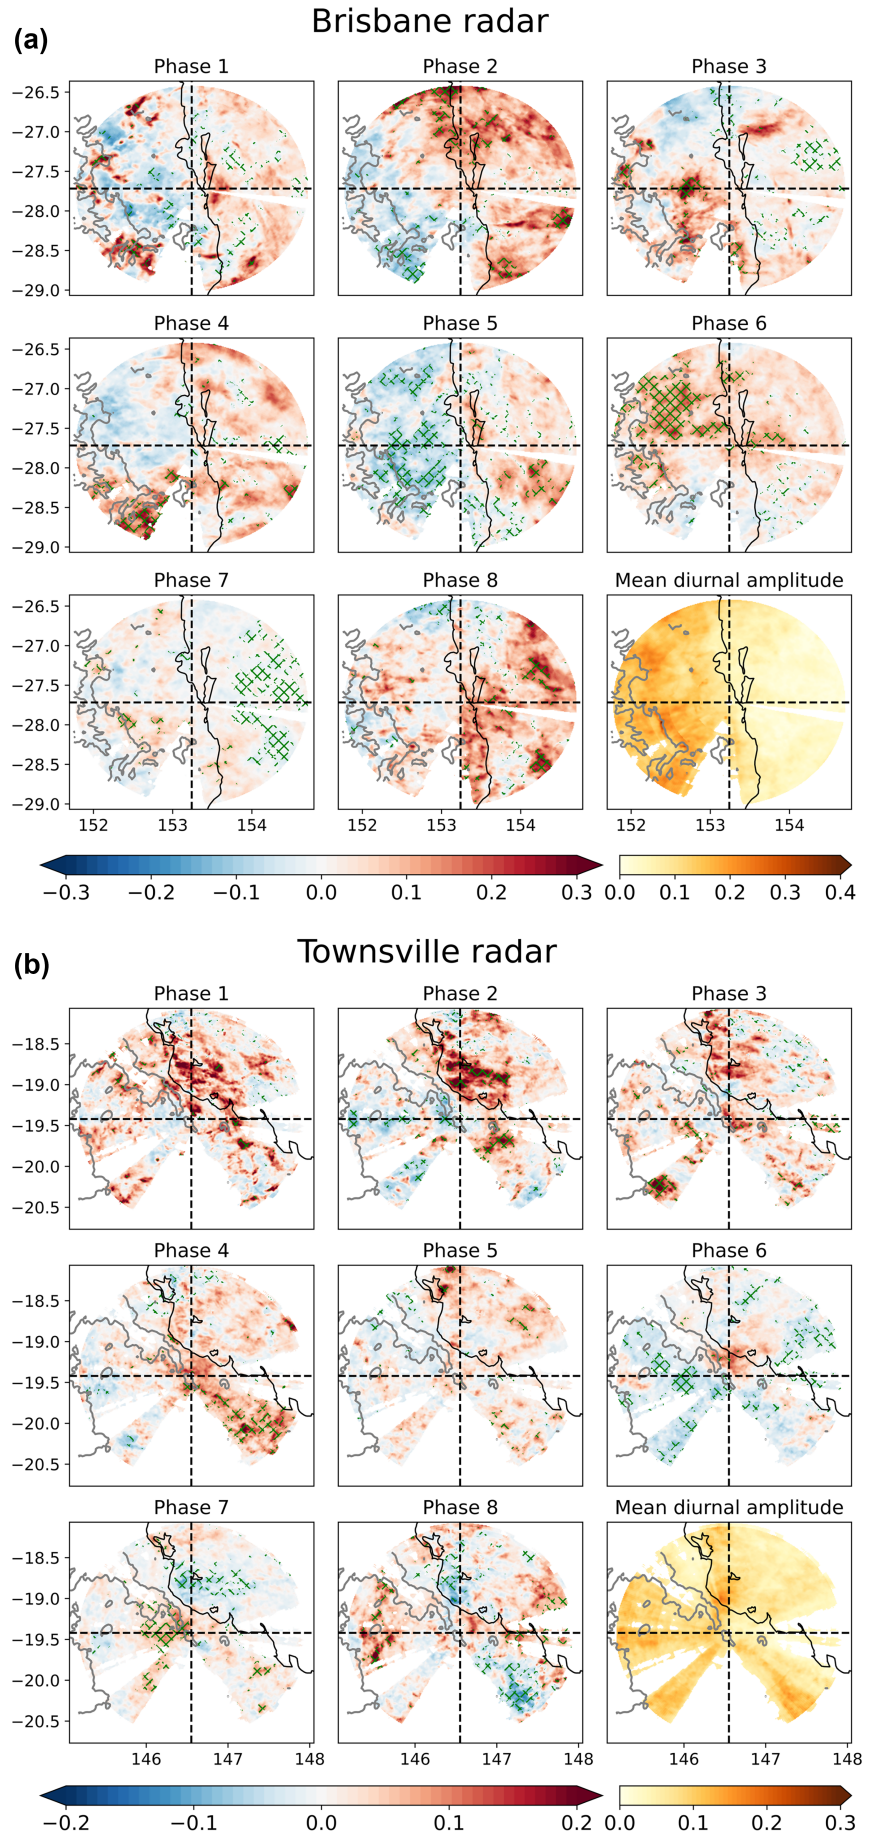 (a)
Brisbane radar
Phase 1
Phase 2
Phase 3
−26.5
−27.0
−27.5
−28.0
−28.5
−29.0
Phase 4
Phase 5
Phase 6
−26.5
−27.0
−27.5
−28.0
−28.5
−29.0
Phase 7
Phase 8
Mean diurnal amplitude
−26.5
−27.0
−27.5
−28.0
−28.5
−29.0
152 153 154
152 153 154
152 153 154
−0.3 −0.2 −0.1 0.0 0.1 0.2 0.3
0.0 0.1 0.2 0.3 0.4
(b)
Townsville radar
Phase 1
Phase 2
Phase 3
−18.5
−19.0
−19.5
−20.0
−20.5
Phase 4
Phase 5
Phase 6
−18.5
−19.0
−19.5
−20.0
−20.5
Phase 7
Phase 8
Mean diurnal amplitude
−18.5
−19.0
−19.5
−20.0
−20.5
146 147 148
146 147 148
146 147 148
−0.2 −0.1 0.0 0.1 0.2
0.0 0.1 0.2 0.3